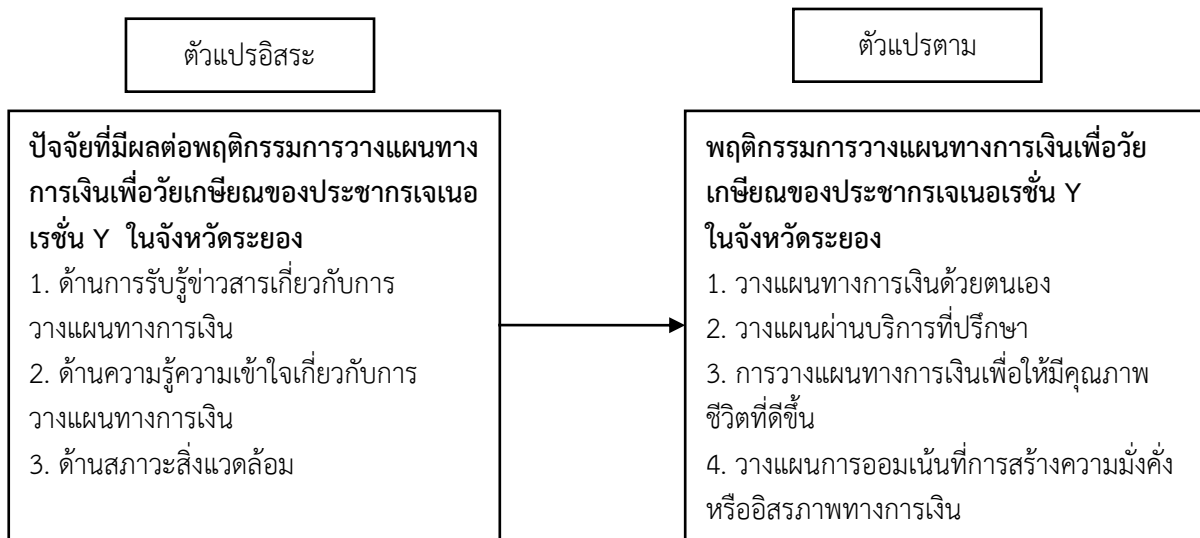 ตัวแปรอิสระ
ตัวแปรตาม
ปัจจัยที่มีผลต่อพฤติกรรมการวางแผนทาง
การเงินเพื่อวัยเกษียณของประชากรเจเนอ
เรชั่น Y ในจังหวัดระยอง
1. ด้านการรับรู้ข่าวสารเกี่ยวกับการ
วางแผนทางการเงิน
2. ด้านความรู้ความเข้าใจเกี่ยวกับการ
วางแผนทางการเงิน
3. ด้านสภาวะสิ่งแวดล้อม
พฤติกรรมการวางแผนทางการเงินเพื่อวัย
เกษียณของประชากรเจเนอเรชั่น Y
ในจังหวัดระยอง
1. วางแผนทางการเงินด้วยตนเอง
2. วางแผนผ่านบริการที่ปรึกษา
3. การวางแผนทางการเงินเพื่อให้มีคุณภาพ
ชีวิตที่ดีขึ้น
4. วางแผนการออมเน้นที่การสร้างความมั่งคั่ง
หรืออิสรภาพทางการเงิน